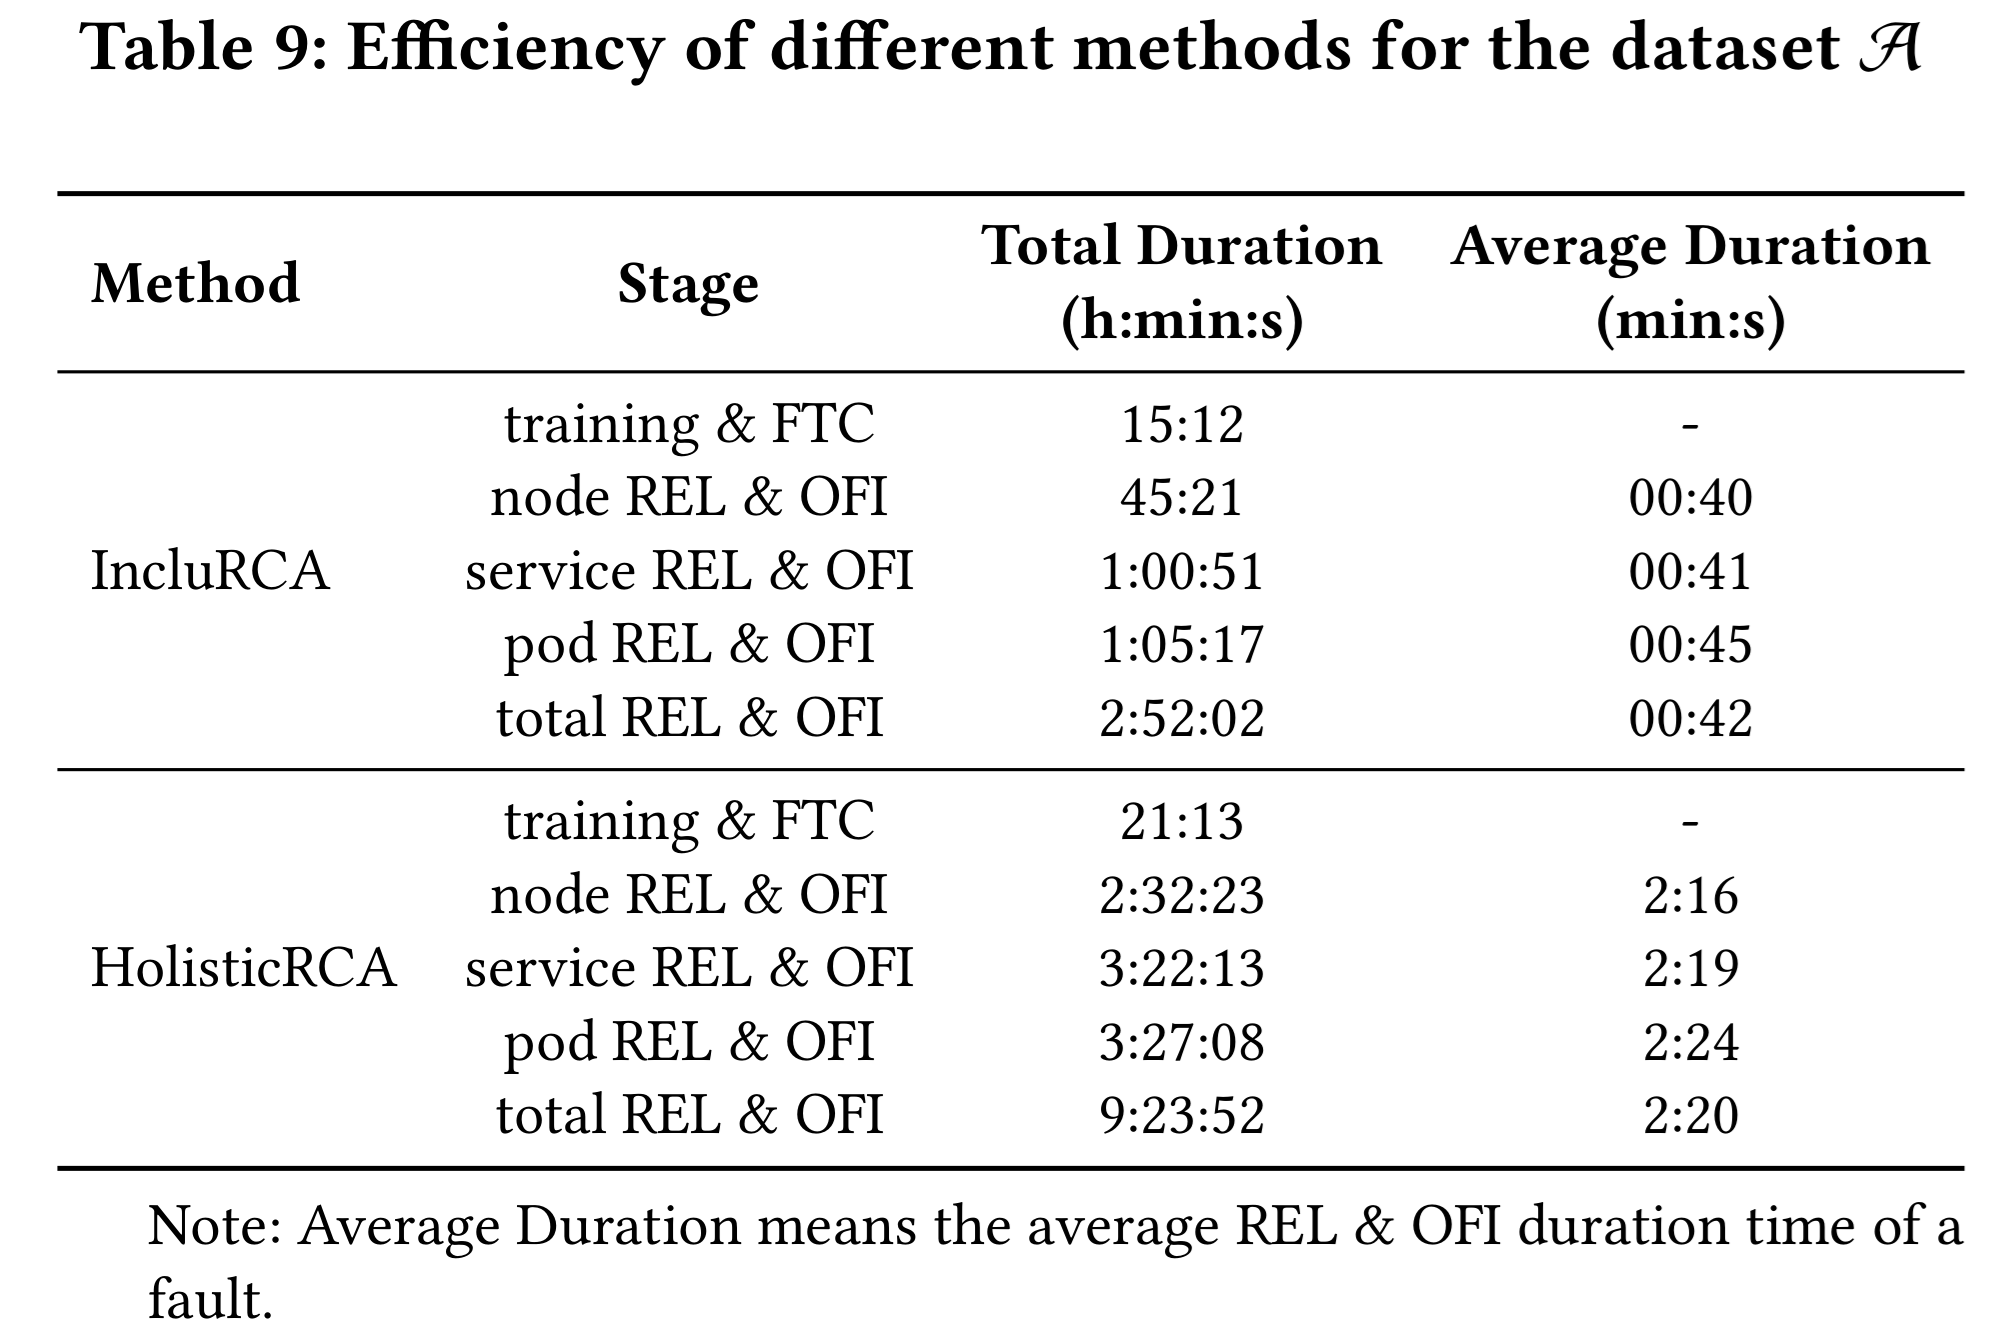 Table 9: Efficiency of different methods for the dataset 𝒜
Method Stage Total Duration (h:min:s) Average Duration (min:s)
training & FTC 15:12 -
node REL & OFI 45:21 00:40
IncluRCA service REL & OFI 1:00:51 00:41
pod REL & OFI 1:05:17 00:45
total REL & OFI 2:52:02 00:42
training & FTC 21:13 -
node REL & OFI 2:32:23 2:16
HolisticRCA service REL & OFI 3:22:13 2:19
pod REL & OFI 3:27:08 2:24
total REL & OFI 9:23:52 2:20
Note: Average Duration means the average REL & OFI duration time of a
fault.